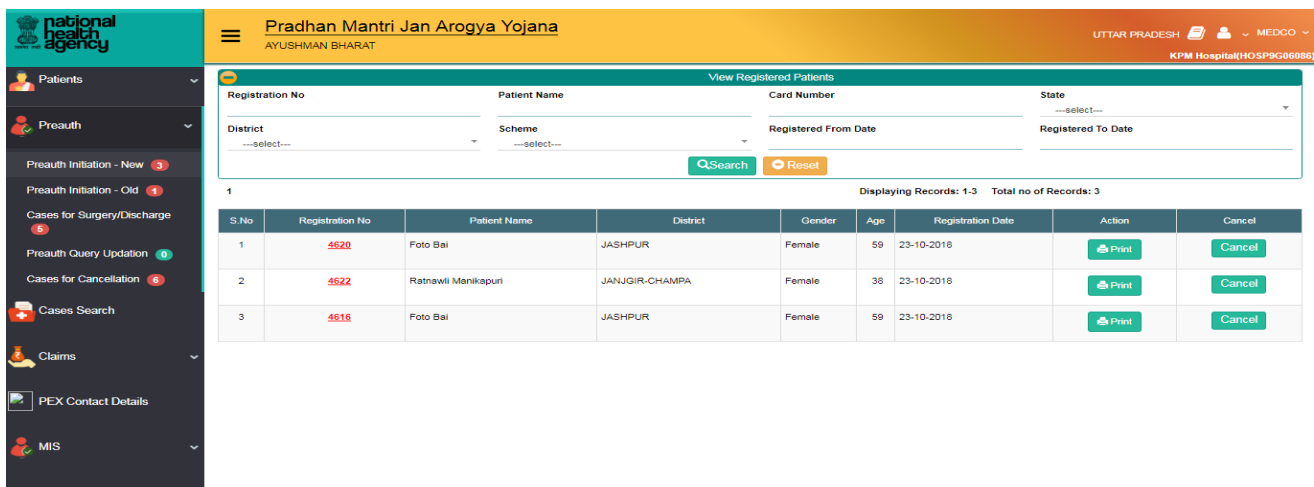 national
health
agency
Pradhan Mantri Jan Arogya Yojana
AYUSHMAN BHARAT
UTTAR PRADESH MEDCO
KPM Hospital(HOSP9G06086)
Patients
Preauth
Preauth Initiation - New 3
Preauth Initiation - Old 1
Cases for Surgery/Discharge
5
Preauth Query Updation 0
Cases for Cancellation 6
Cases Search
Claims
PEX Contact Details
MIS
View Registered Patients
Registration No Patient Name Card Number State
---select---
District Scheme Registered From Date Registered To Date
---select--- ---select---
Search Reset
1 Displaying Records: 1-3 Total no of Records: 3
S.No Registration No Patient Name District Gender Age Registration Date Action Cancel
1 4620 Foto Bai JASHPUR Female 59 23-10-2018 Print Cancel
2 4622 Ratnawli Manikapuri JANJGIR-CHAMPA Female 38 23-10-2018 Print Cancel
3 4616 Foto Bai JASHPUR Female 59 23-10-2018 Print Cancel